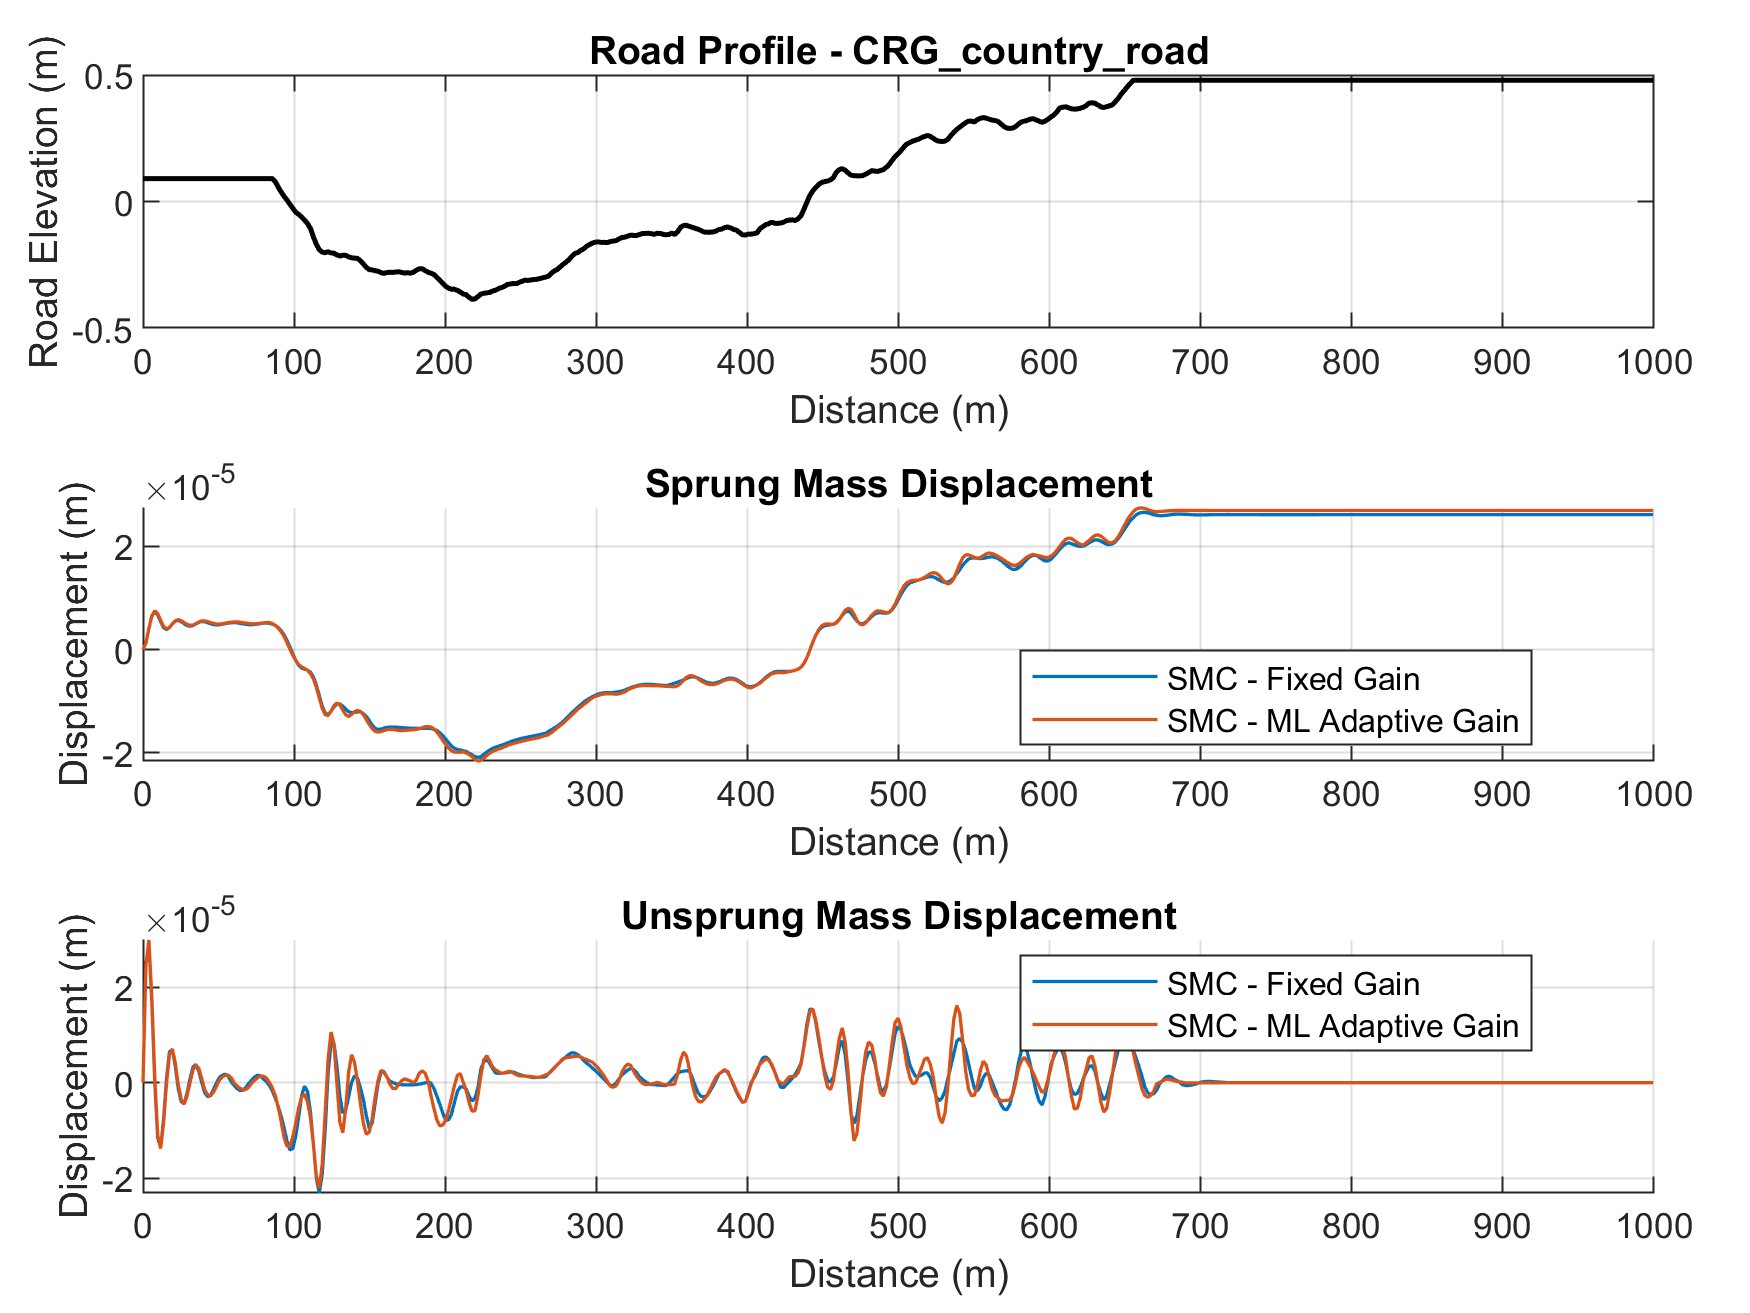 Road Profile - CRG_country_road
Road Elevation (m)
0.5
0
-0.5
0 100 200 300 400 500 600 700 800 900 1000
Distance (m)
Sprung Mass Displacement
×10-5
Displacement (m)
2
0
-2
SMC - Fixed Gain
SMC - ML Adaptive Gain
0 100 200 300 400 500 600 700 800 900 1000
Distance (m)
Unsprung Mass Displacement
×10-5
Displacement (m)
2
0
-2
SMC - Fixed Gain
SMC - ML Adaptive Gain
0 100 200 300 400 500 600 700 800 900 1000
Distance (m)